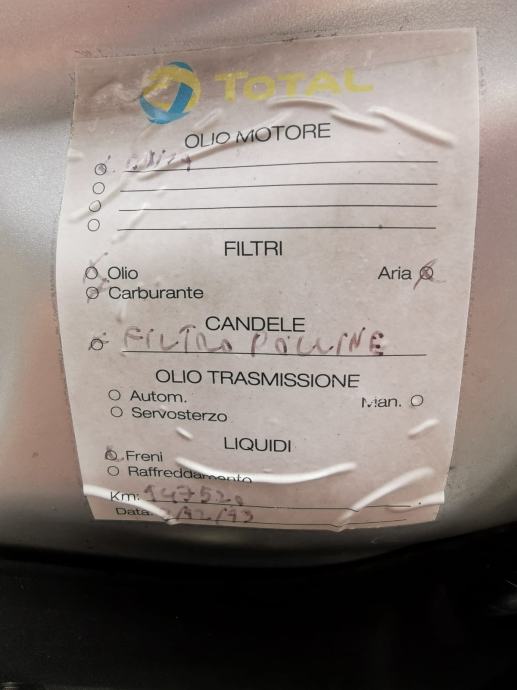 TOTAL
OLIO MOTORE
FILTRI
Olio Aria
Carburante
CANDELE
FILTRO POLLINE
OLIO TRASMISSIONE
Autom. Man.
Servosterzo
LIQUIDI
Freni
Raffreddamento
Km: 147520
Data: